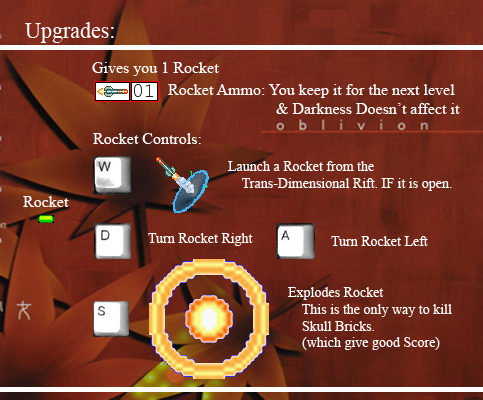 Upgrades:
Gives you 1 Rocket
01 Rocket Ammo: You keep it for the next level
& Darkness Doesn't affect it
oblivion
Rocket Controls:
W
Launch a Rocket from the
Trans-Dimensional Rift. IF it is open.
Rocket
D Turn Rocket Right A Turn Rocket Left
Explodes Rocket
S
This is the only way to kill
Skull Bricks.
(which give good Score)